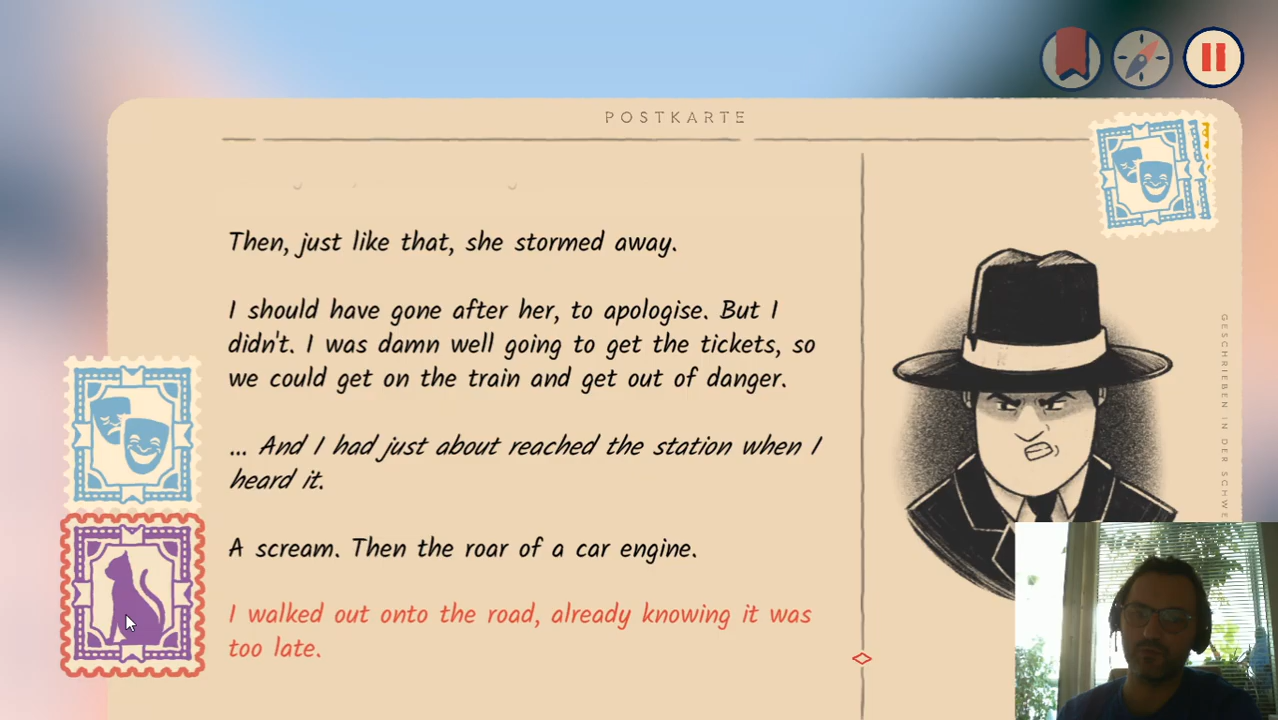 POSTKARTE
Then, just like that, she stormed away.
I should have gone after her, to apologise. But I
didn't. I was damn well going to get the tickets, so
we could get on the train and get out of danger.
... And I had just about reached the station when I
heard it.
A scream. Then the roar of a car engine.
I walked out onto the road, already knowing it was
too late.
GESCHRIEBEN IN DER